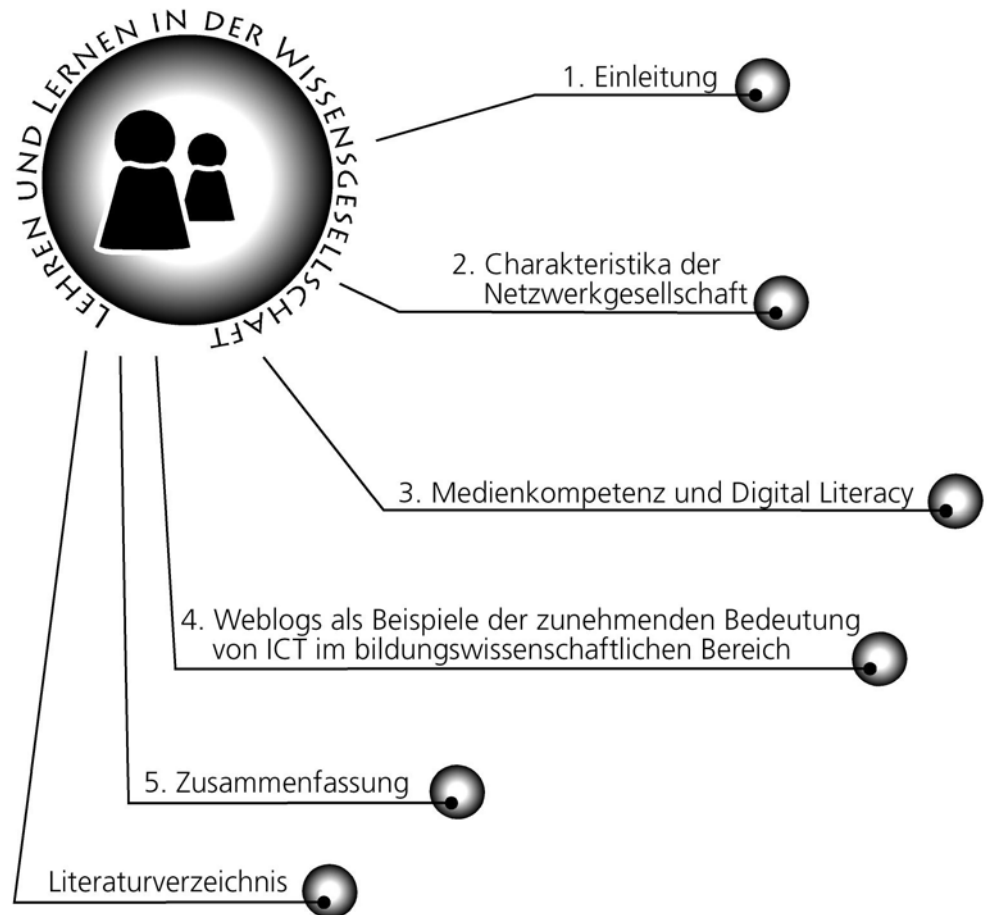 LEHREN UND LERNEN IN DER WISSENSGESELLSCHAFT
1. Einleitung
2. Charakteristika der
Netzwerkgesellschaft
3. Medienkompetenz und Digital Literacy
4. Weblogs als Beispiele der zunehmenden Bedeutung
von ICT im bildungswissenschaftlichen Bereich
5. Zusammenfassung
Literaturverzeichnis